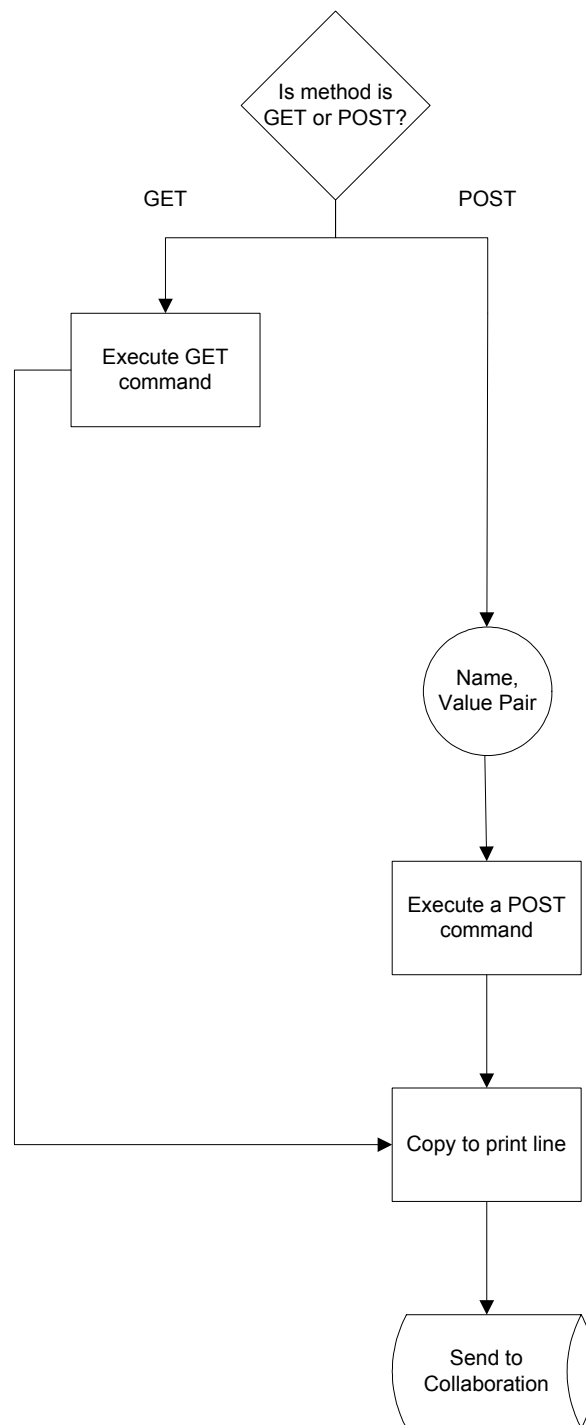 Is method is
GET or POST?
GET
POST
Execute GET
command
Name,
Value Pair
Execute a POST
command
Copy to print line
Send to
Collaboration